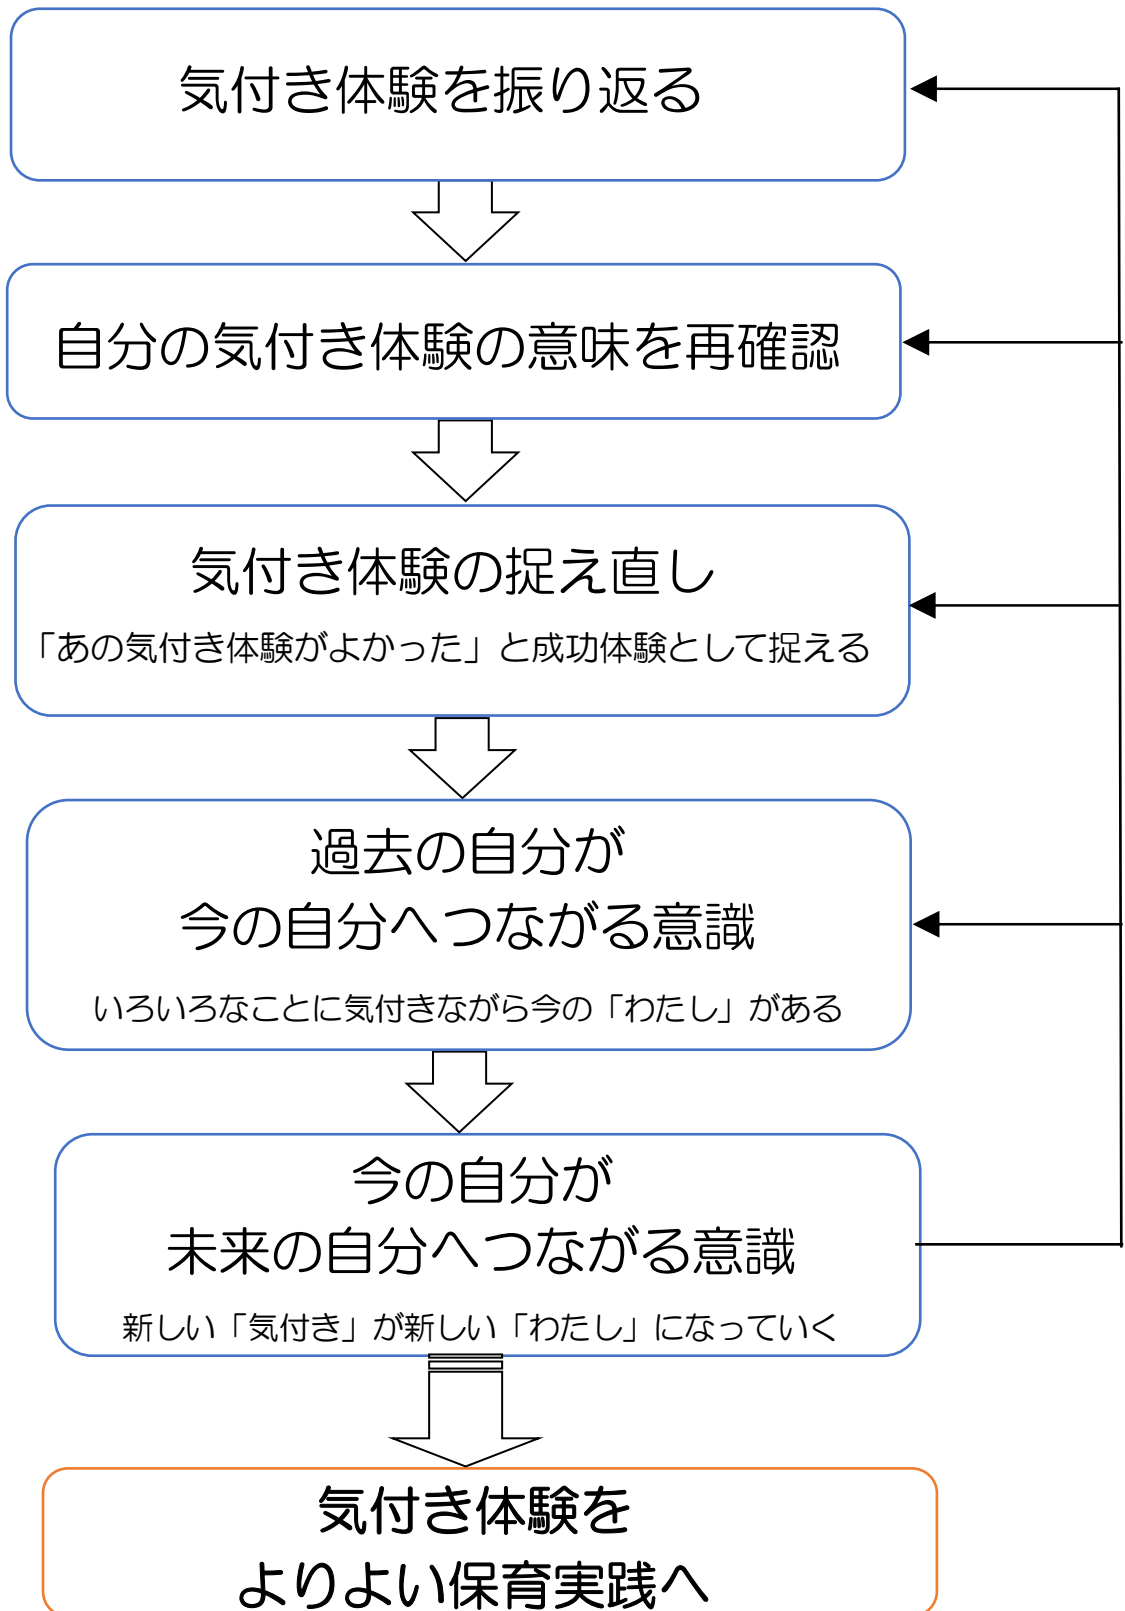 気付き体験を振り返る
自分の気付き体験の意味を再確認
気付き体験の捉え直し
「あの気付き体験がよかった」と成功体験として捉える
過去の自分が
今の自分へつながる意識
いろいろなことに気付きながら今の「わたし」がある
今の自分が
未来の自分へつながる意識
新しい「気付き」が新しい「わたし」になっていく
気付き体験を
よりよい保育実践へ